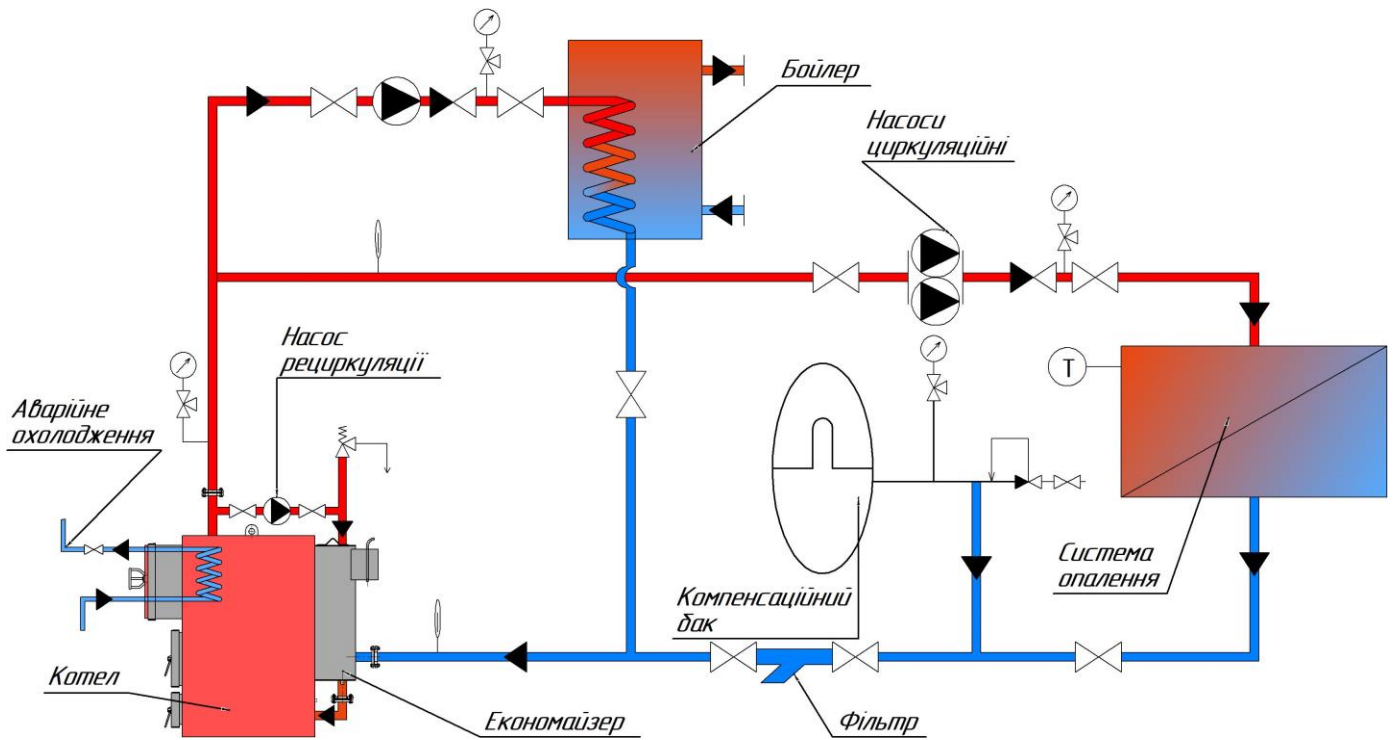 Бойлер
Насоси
циркуляційні
Насос
рециркуляції
Аварійне
охолодження
T
Система
опалення
Компенсаційний
бак
Котел
Економайзер
Фільтр